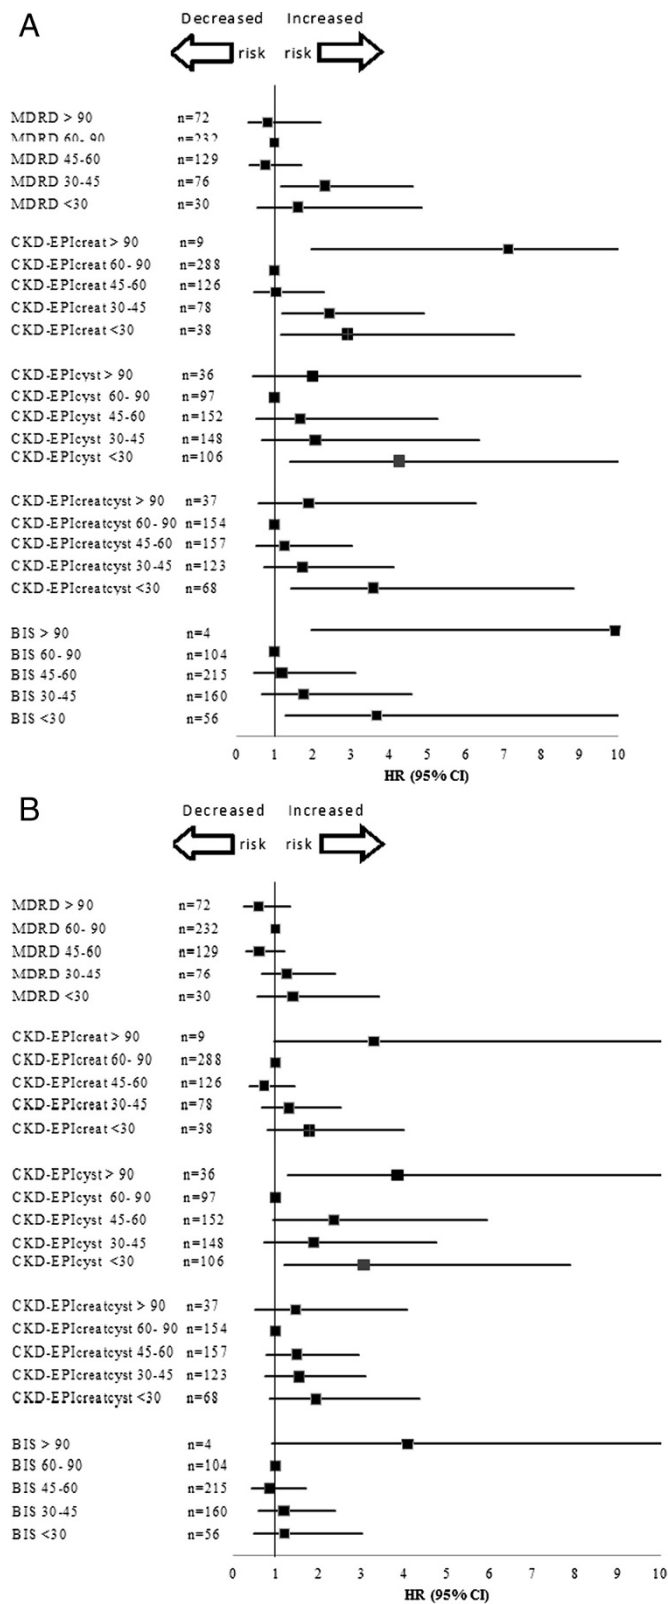 A
Decreased Increased
risk risk
MDRD > 90 n=72
MDRD 60- 90 n=232
MDRD 45-60 n=129
MDRD 30-45 n=76
MDRD <30 n=30
CKD-EPIcreat > 90 n=9
CKD-EPIcreat 60- 90 n=288
CKD-EPIcreat 45-60 n=126
CKD-EPIcreat 30-45 n=78
CKD-EPIcreat <30 n=38
CKD-EPIcyst > 90 n=36
CKD-EPIcyst 60- 90 n=97
CKD-EPIcyst 45-60 n=152
CKD-EPIcyst 30-45 n=148
CKD-EPIcyst <30 n=106
CKD-EPIcreatcyst > 90 n=37
CKD-EPIcreatcyst 60- 90 n=154
CKD-EPIcreatcyst 45-60 n=157
CKD-EPIcreatcyst 30-45 n=123
CKD-EPIcreatcyst <30 n=68
BIS > 90 n=4
BIS 60- 90 n=104
BIS 45-60 n=215
BIS 30-45 n=160
BIS <30 n=56
0 1 2 3 4 5 6 7 8 9 10
HR (95% CI)
B
Decreased Increased
risk risk
MDRD > 90 n=72
MDRD 60- 90 n=232
MDRD 45-60 n=129
MDRD 30-45 n=76
MDRD <30 n=30
CKD-EPIcreat > 90 n=9
CKD-EPIcreat 60- 90 n=288
CKD-EPIcreat 45-60 n=126
CKD-EPIcreat 30-45 n=78
CKD-EPIcreat <30 n=38
CKD-EPIcyst > 90 n=36
CKD-EPIcyst 60- 90 n=97
CKD-EPIcyst 45-60 n=152
CKD-EPIcyst 30-45 n=148
CKD-EPIcyst <30 n=106
CKD-EPIcreatcyst > 90 n=37
CKD-EPIcreatcyst 60- 90 n=154
CKD-EPIcreatcyst 45-60 n=157
CKD-EPIcreatcyst 30-45 n=123
CKD-EPIcreatcyst <30 n=68
BIS > 90 n=4
BIS 60- 90 n=104
BIS 45-60 n=215
BIS 30-45 n=160
BIS <30 n=56
0 1 2 3 4 5 6 7 8 9 10
HR (95% CI)